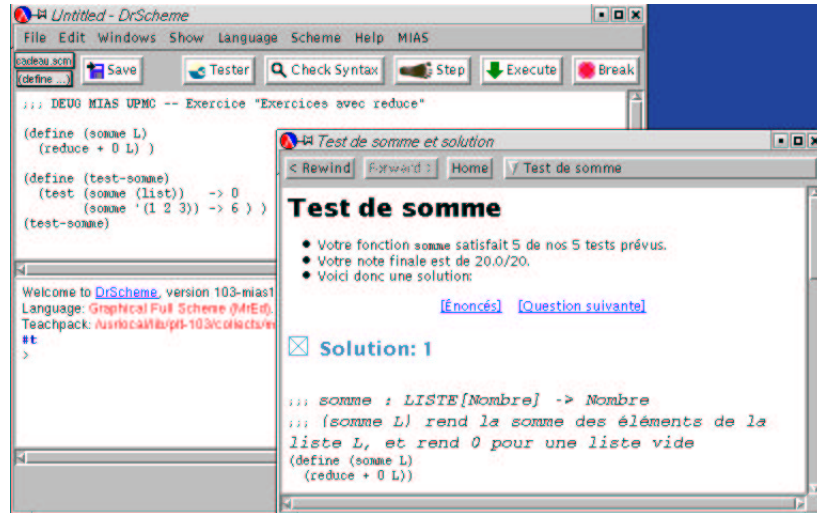 Untitled - DrScheme
File Edit Windows Show Language Scheme Help MIAS
cadeau.scm
(define ...)
Save
Tester
Check Syntax
Step
Execute
Break
;;; DEUG MIAS UPMC -- Exercice "Exercices avec reduce"
(define (somme L)
(reduce + 0 L) )
(define (test-somme)
(test (somme (list)) -> 0
(somme '(1 2 3)) -> 6 ) )
(test-somme)
Welcome to DrScheme, version 103-mias1
Language: Graphical Full Scheme (MrEd).
Teachpack: /usr/local/lib/plt-103/collects/
#t
>
Test de somme et solution
< Rewind
Forward >
Home
Test de somme
Test de somme
• Votre fonction somme satisfait 5 de nos 5 tests prévus.
• Votre note finale est de 20.0/20.
• Voici donc une solution:
[Énoncés] [Question suivante]
Solution: 1
;;; somme : LISTE[Nombre] -> Nombre
;;; (somme L) rend la somme des éléments de la
liste L, et rend 0 pour une liste vide
(define (somme L)
(reduce + 0 L))